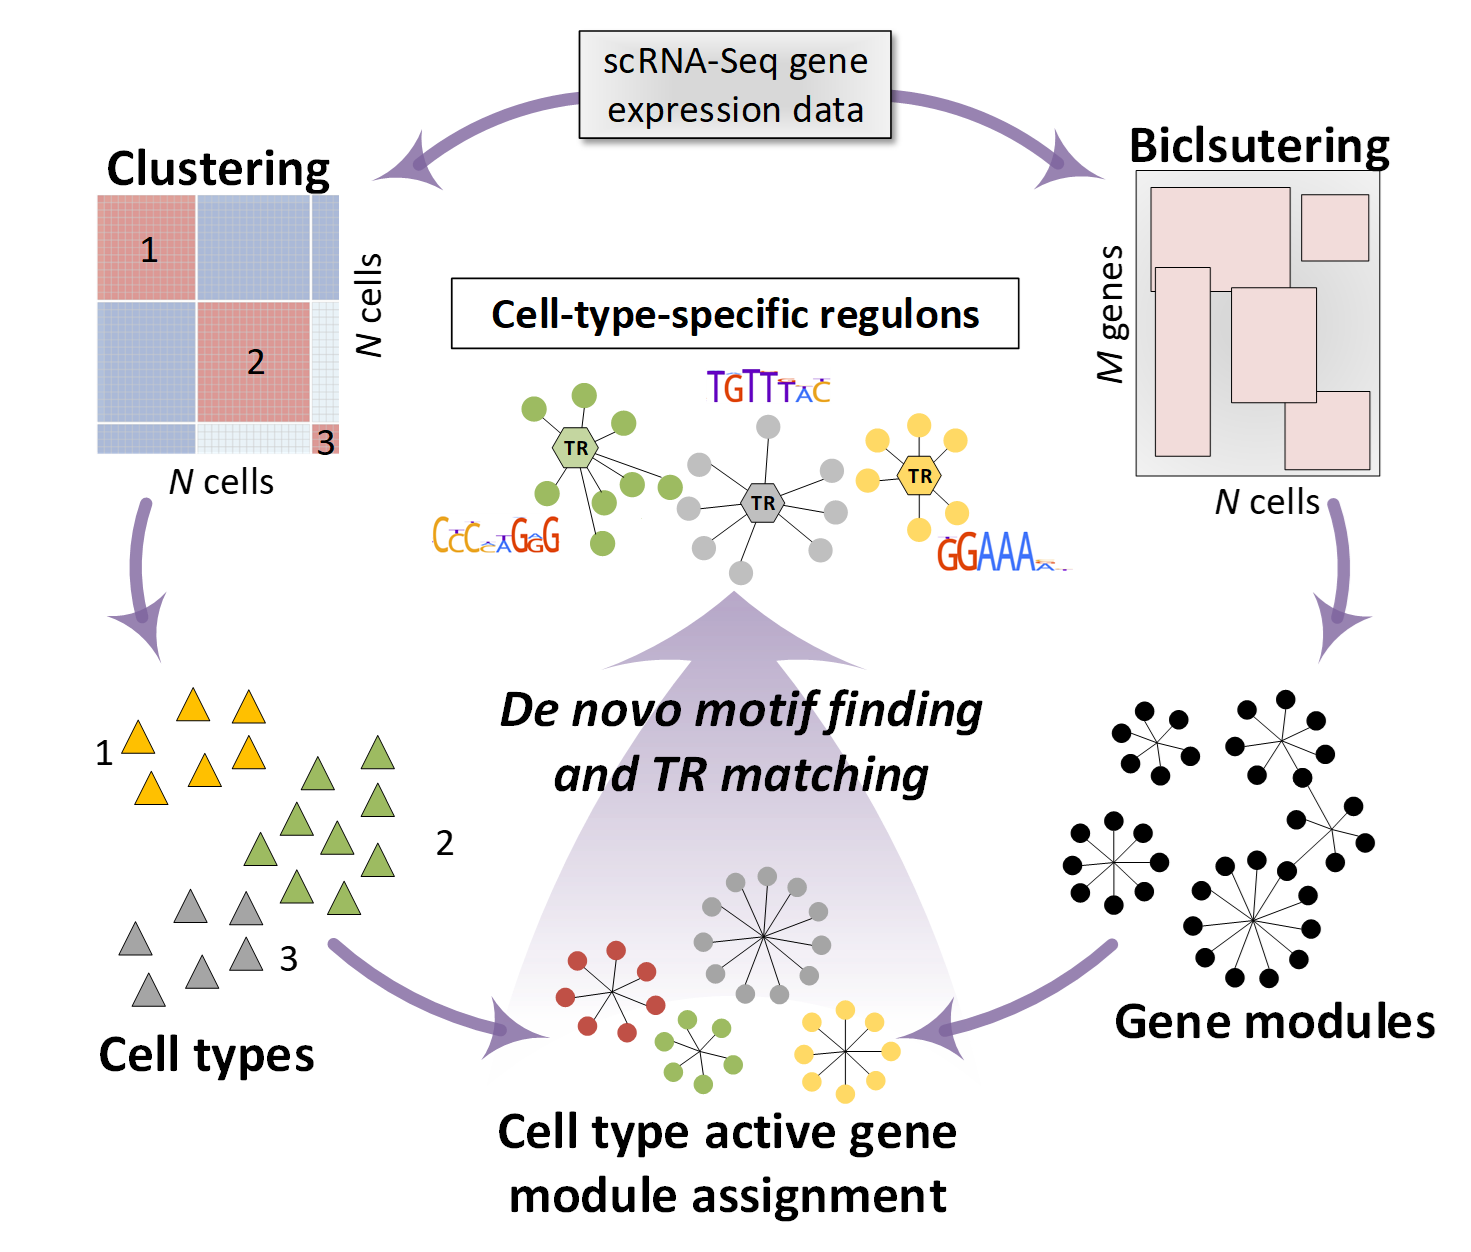 scRNA-Seq gene
expression data
Clustering
Biclsutering
1
2
3
N cells
N cells
M genes
N cells
Cell-type-specific regulons
TGTTTAC
TR
TR
TR
GGAAA
De novo motif finding
and TR matching
1
2
3
Cell types
Gene modules
Cell type active gene
module assignment